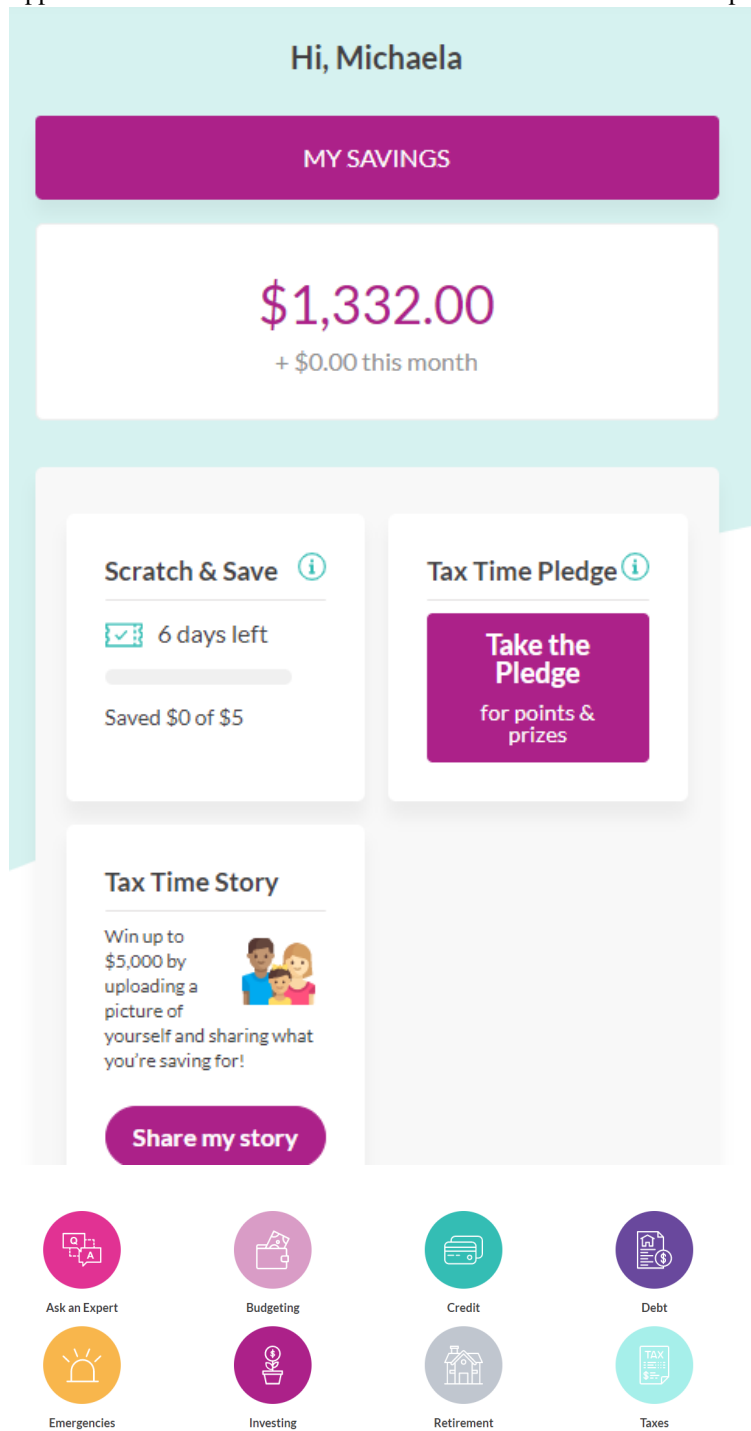 Hi, Michaela
MY SAVINGS
$1,332.00
+ $0.00 this month
Scratch & Save
6 days left
Saved $0 of $5
Tax Time Pledge
Take the
Pledge
for points &
prizes
Tax Time Story
Win up to
$5,000 by
uploading a
picture of
yourself and sharing what
you're saving for!
Share my story
Q
A
Ask an Expert
Budgeting
Credit
$
Debt
Emergencies
$
Investing
Retirement
TAX
$
Taxes